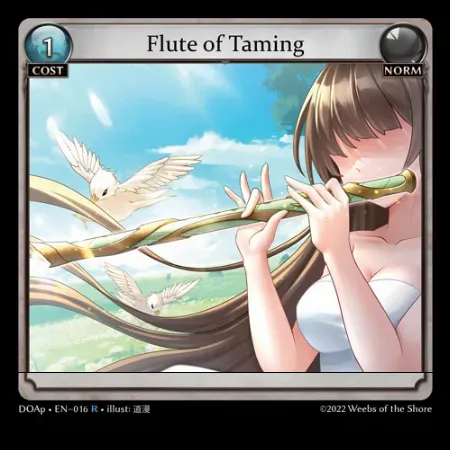 1
Flute of Taming
COST
NORM
DOAp • EN-016 R • illust: 道漫
©2022 Weebs of the Shore